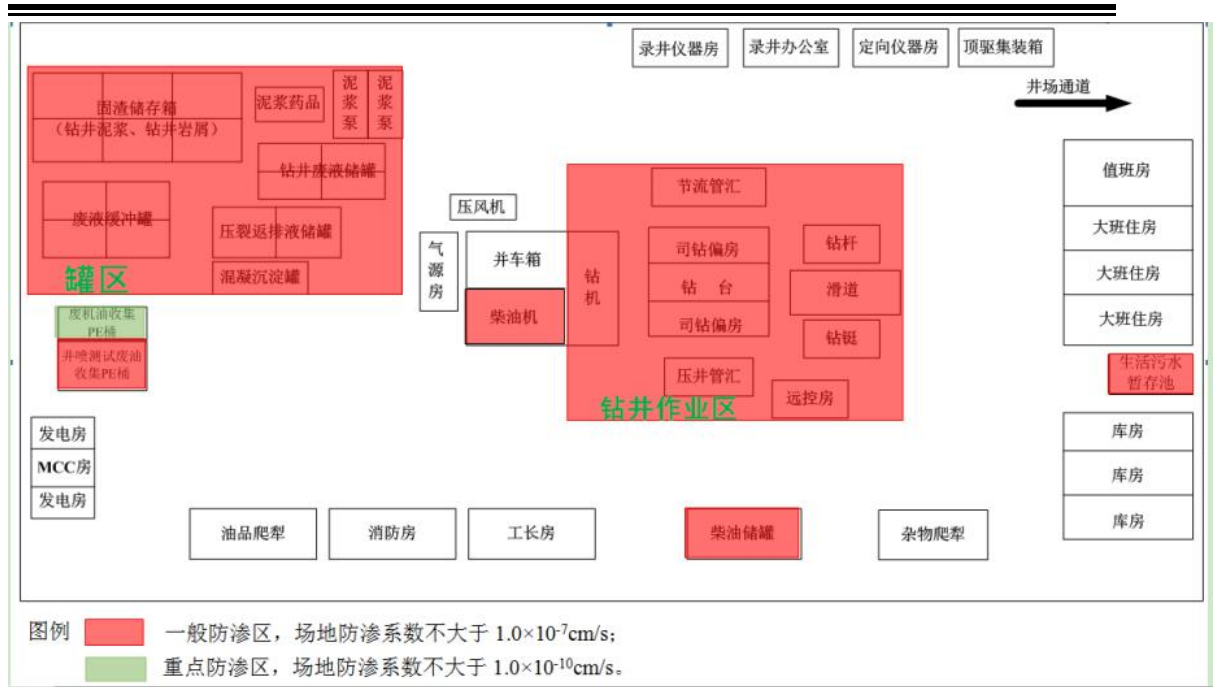 录井仪器房
录井办公室
定向仪器房
顶驱集装箱
井场通道
固渣储存箱
（钻井泥浆、钻井岩屑）
泥浆药品
泥浆泵
泥浆泵
钻井废液储罐
废液缓冲罐
压裂返排液储罐
混凝沉淀罐
罐区
废机油收集
PE桶
井喷测试废油
收集PE桶
发电房
MCC房
发电房
压风机
气源房
并车箱
柴油机
钻机
节流管汇
司钻偏房
钻 台
司钻偏房
压井管汇
钻杆
滑道
钻铤
远控房
钻井作业区
值班房
大班住房
大班住房
大班住房
生活污水
暂存池
库房
库房
库房
油品爬犁
消防房
工长房
柴油储罐
杂物爬犁
图例
一般防渗区，场地防渗系数不大于 1.0×10⁻⁷cm/s；
重点防渗区，场地防渗系数不大于 1.0×10⁻¹⁰cm/s。